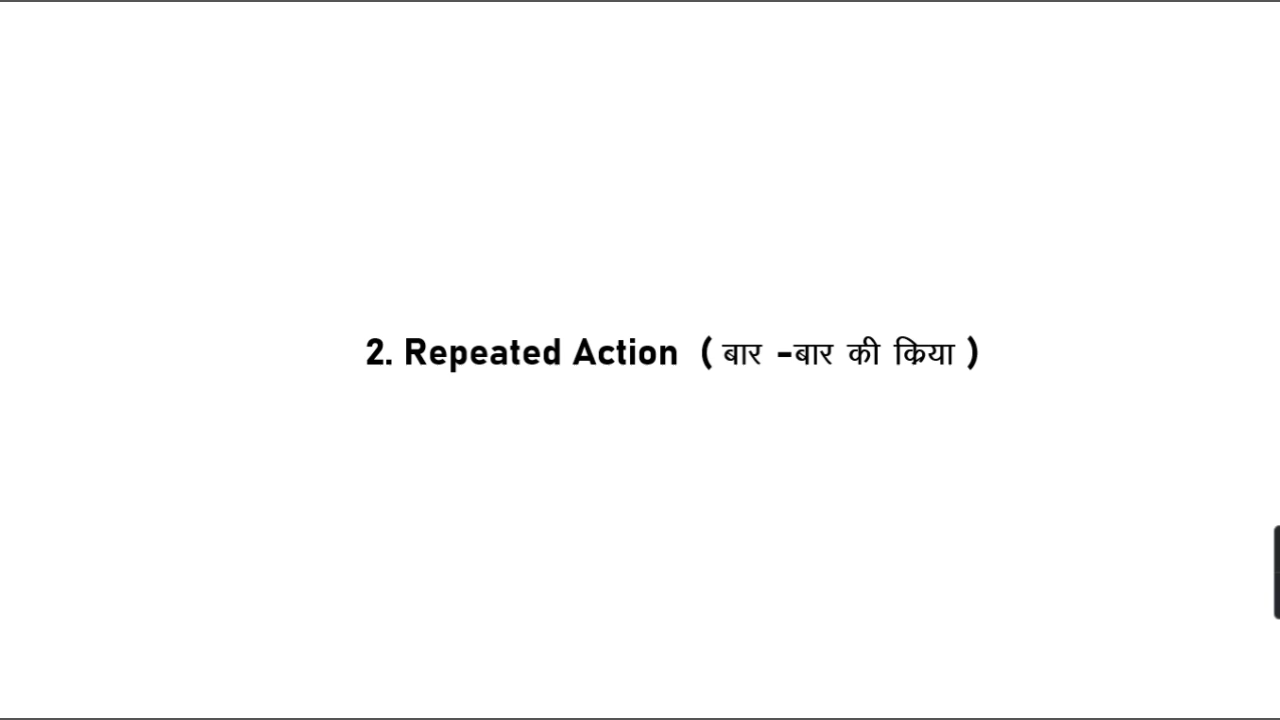 2. Repeated Action ( बार -बार की क्रिया )